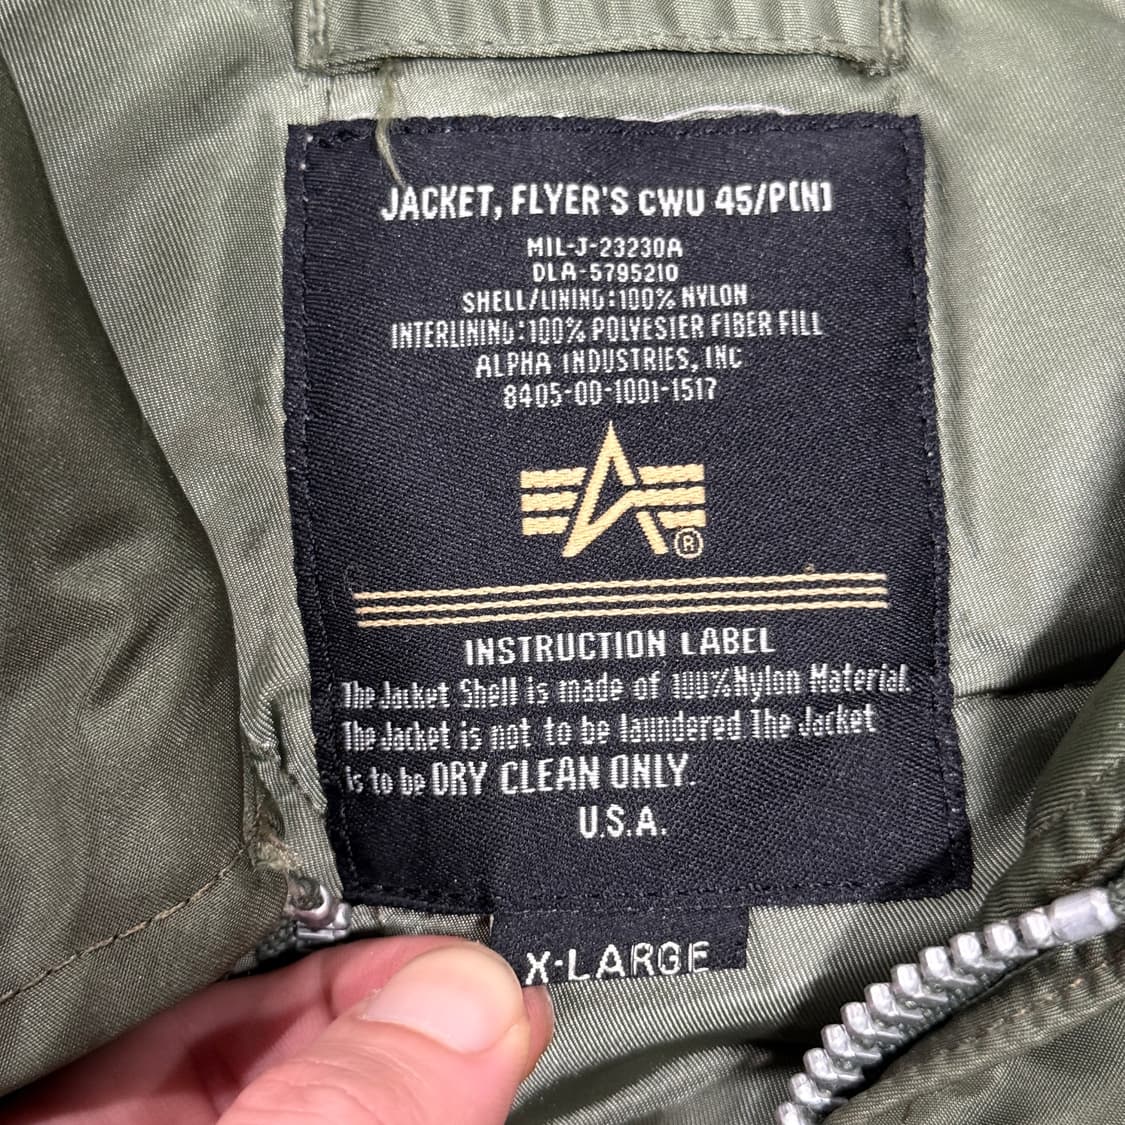 JACKET, FLYER'S CWU 45/P(N)
MIL-J-23230A
DLA-5795210
SHELL/LINING:100% NYLON
INTERLINING:100% POLYESTER FIBER FILL
ALPHA INDUSTRIES, INC
8405-00-1001-1517
®
INSTRUCTION LABEL
The Jacket Shell is made of 100%Nylon Material.
The Jacket is not to be laundered The Jacket
is to be DRY CLEAN ONLY.
U.S.A.
X-LARGE